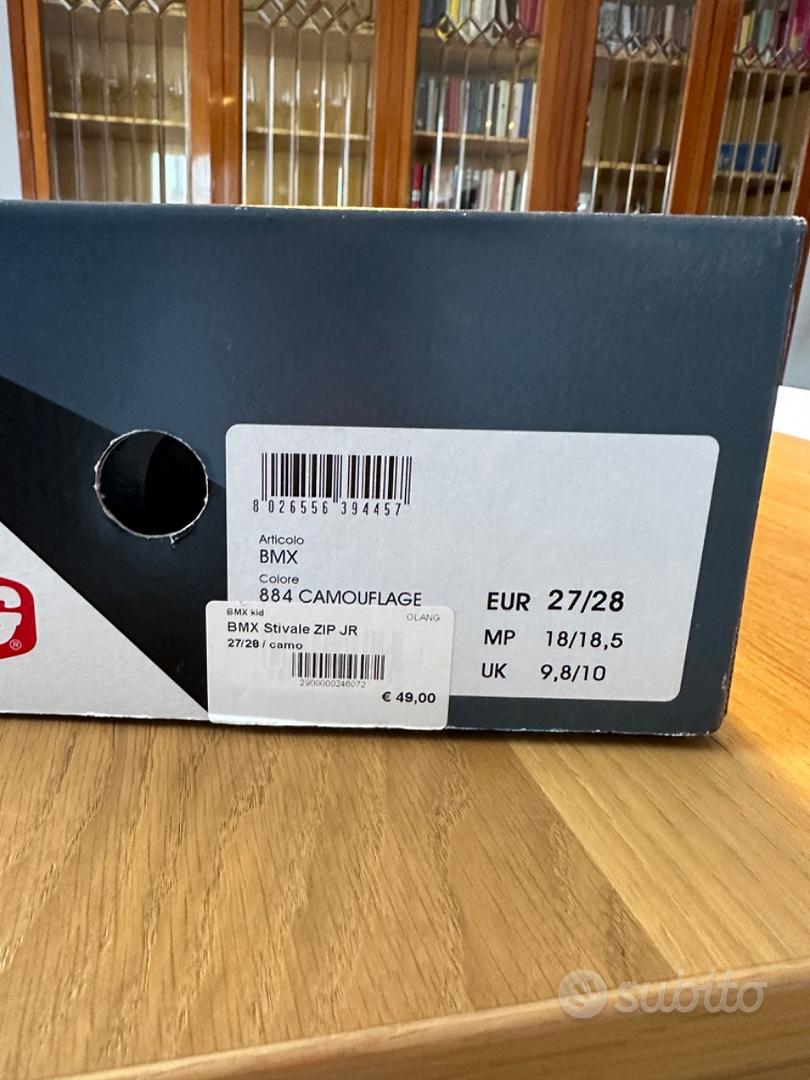 8 026556 394457
Articolo
BMX
Colore
884 CAMOUFLAGE
EUR 27/28
MP 18/18,5
UK 9,8/10
BMX kid
OLANG
BMX Stivale ZIP JR
27/28 / camo
2900000246072
€ 49,00
G
®
subito